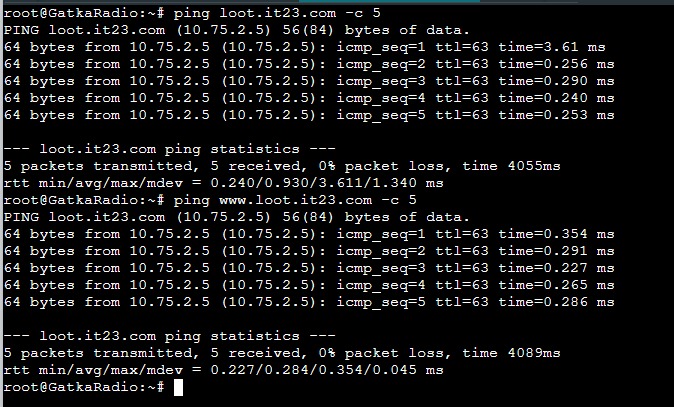 root@GatkaRadio:~# ping loot.it23.com -c 5
PING loot.it23.com (10.75.2.5) 56(84) bytes of data.
64 bytes from 10.75.2.5 (10.75.2.5): icmp_seq=1 ttl=63 time=3.61 ms
64 bytes from 10.75.2.5 (10.75.2.5): icmp_seq=2 ttl=63 time=0.256 ms
64 bytes from 10.75.2.5 (10.75.2.5): icmp_seq=3 ttl=63 time=0.290 ms
64 bytes from 10.75.2.5 (10.75.2.5): icmp_seq=4 ttl=63 time=0.240 ms
64 bytes from 10.75.2.5 (10.75.2.5): icmp_seq=5 ttl=63 time=0.253 ms

--- loot.it23.com ping statistics ---
5 packets transmitted, 5 received, 0% packet loss, time 4055ms
rtt min/avg/max/mdev = 0.240/0.930/3.611/1.340 ms
root@GatkaRadio:~# ping www.loot.it23.com -c 5
PING loot.it23.com (10.75.2.5) 56(84) bytes of data.
64 bytes from 10.75.2.5 (10.75.2.5): icmp_seq=1 ttl=63 time=0.354 ms
64 bytes from 10.75.2.5 (10.75.2.5): icmp_seq=2 ttl=63 time=0.291 ms
64 bytes from 10.75.2.5 (10.75.2.5): icmp_seq=3 ttl=63 time=0.227 ms
64 bytes from 10.75.2.5 (10.75.2.5): icmp_seq=4 ttl=63 time=0.265 ms
64 bytes from 10.75.2.5 (10.75.2.5): icmp_seq=5 ttl=63 time=0.286 ms

--- loot.it23.com ping statistics ---
5 packets transmitted, 5 received, 0% packet loss, time 4089ms
rtt min/avg/max/mdev = 0.227/0.284/0.354/0.045 ms
root@GatkaRadio:~#